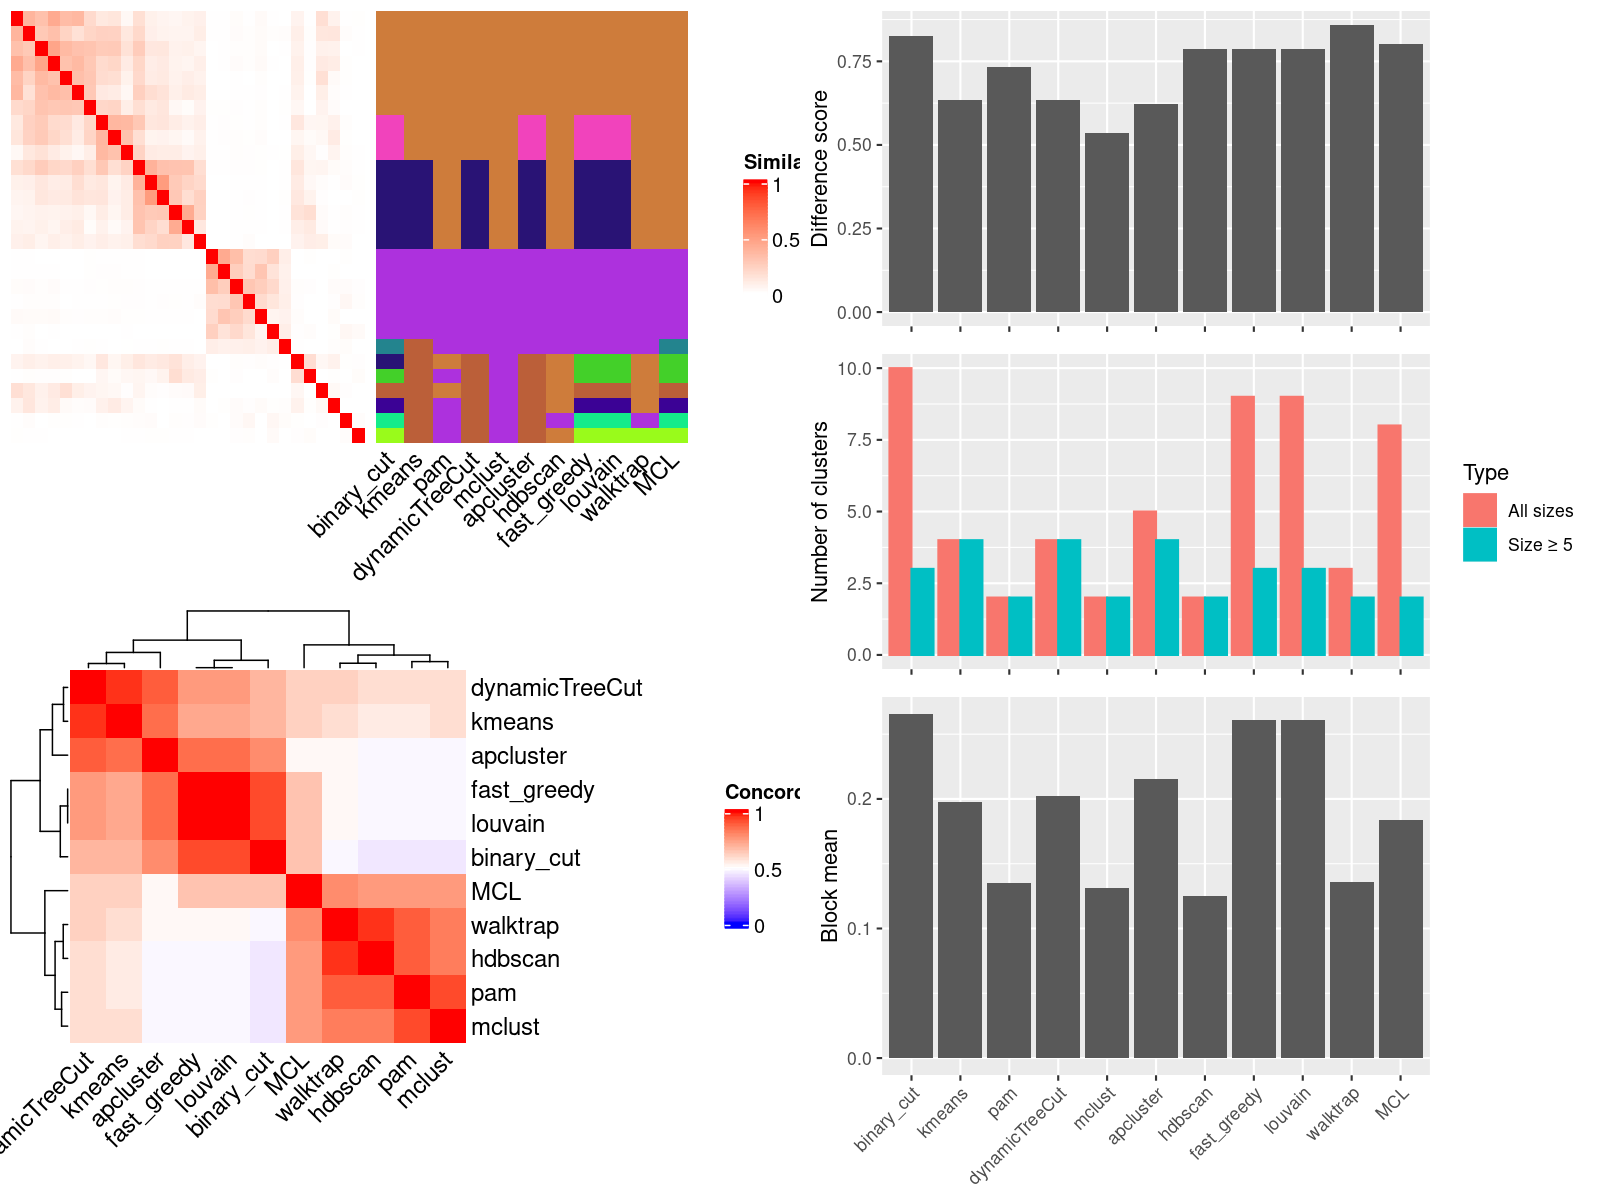 Simila
1
0.5
0
binary_cut
kmeans
pam
dynamicTreeCut
mclust
apcluster
hdbscan
fast_greedy
louvain
walktrap
MCL
dynamicTreeCut
kmeans
apcluster
fast_greedy
louvain
binary_cut
MCL
walktrap
hdbscan
pam
mclust
Concord
1
0.5
0
amicTreeCut
kmeans
apcluster
fast_greedy
louvain
binary_cut
MCL
walktrap
hdbscan
pam
mclust
Difference score
0.75
0.50
0.25
0.00
Number of clusters
10.0
7.5
5.0
2.5
0.0
Type
All sizes
Size ≥ 5
Block mean
0.2
0.1
0.0
binary_cut
kmeans
pam
dynamicTreeCut
mclust
apcluster
hdbscan
fast_greedy
louvain
walktrap
MCL